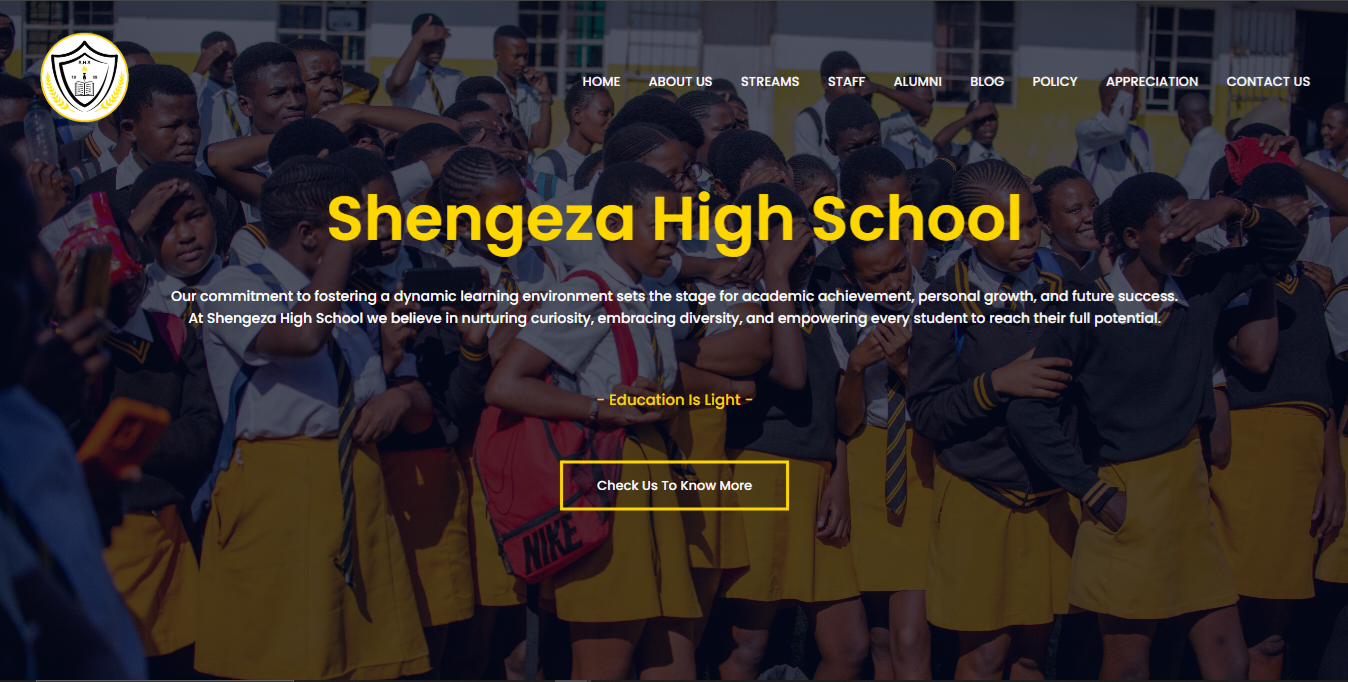 S.H.S
HOME ABOUT US STREAMS STAFF ALUMNI BLOG POLICY APPRECIATION CONTACT US
Shengeza High School
Our commitment to fostering a dynamic learning environment sets the stage for academic achievement, personal growth, and future success.
At Shengeza High School we believe in nurturing curiosity, embracing diversity, and empowering every student to reach their full potential.
- Education Is Light -
Check Us To Know More
NIKE